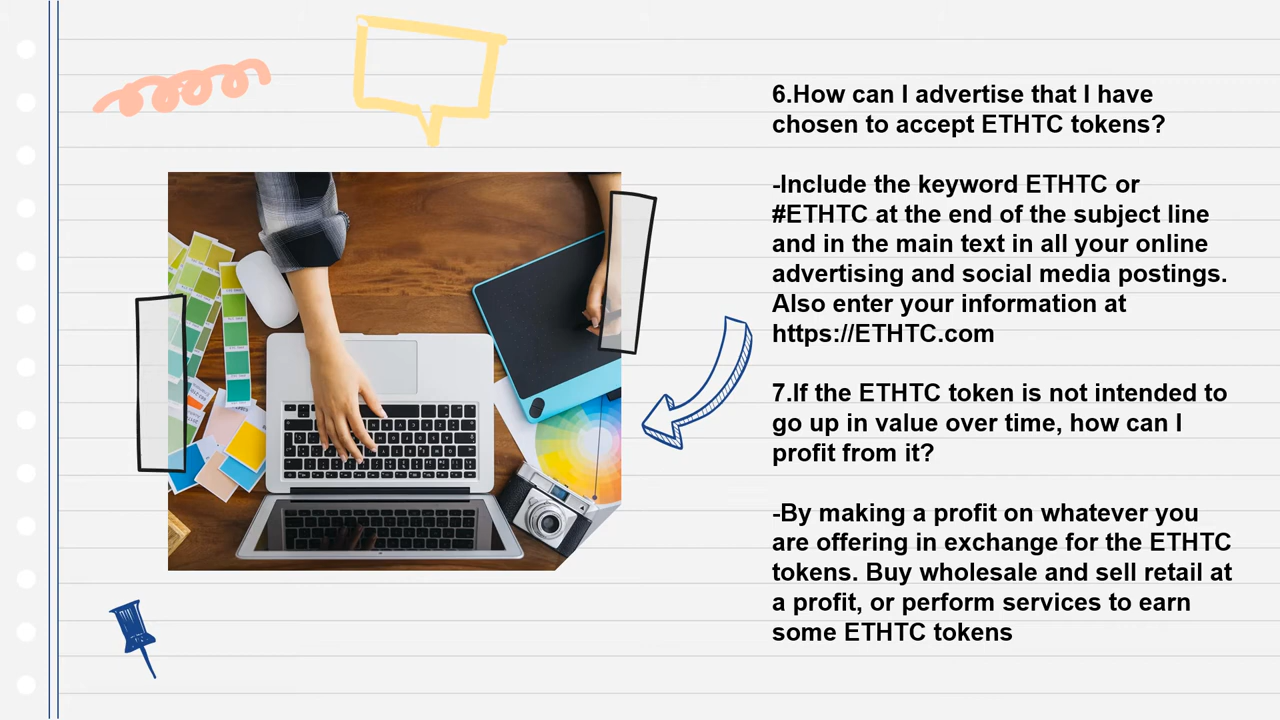 6.How can I advertise that I have
chosen to accept ETHTC tokens?
-Include the keyword ETHTC or
#ETHTC at the end of the subject line
and in the main text in all your online
advertising and social media postings.
Also enter your information at
https://ETHTC.com
7.If the ETHTC token is not intended to
go up in value over time, how can I
profit from it?
-By making a profit on whatever you
are offering in exchange for the ETHTC
tokens. Buy wholesale and sell retail at
a profit, or perform services to earn
some ETHTC tokens